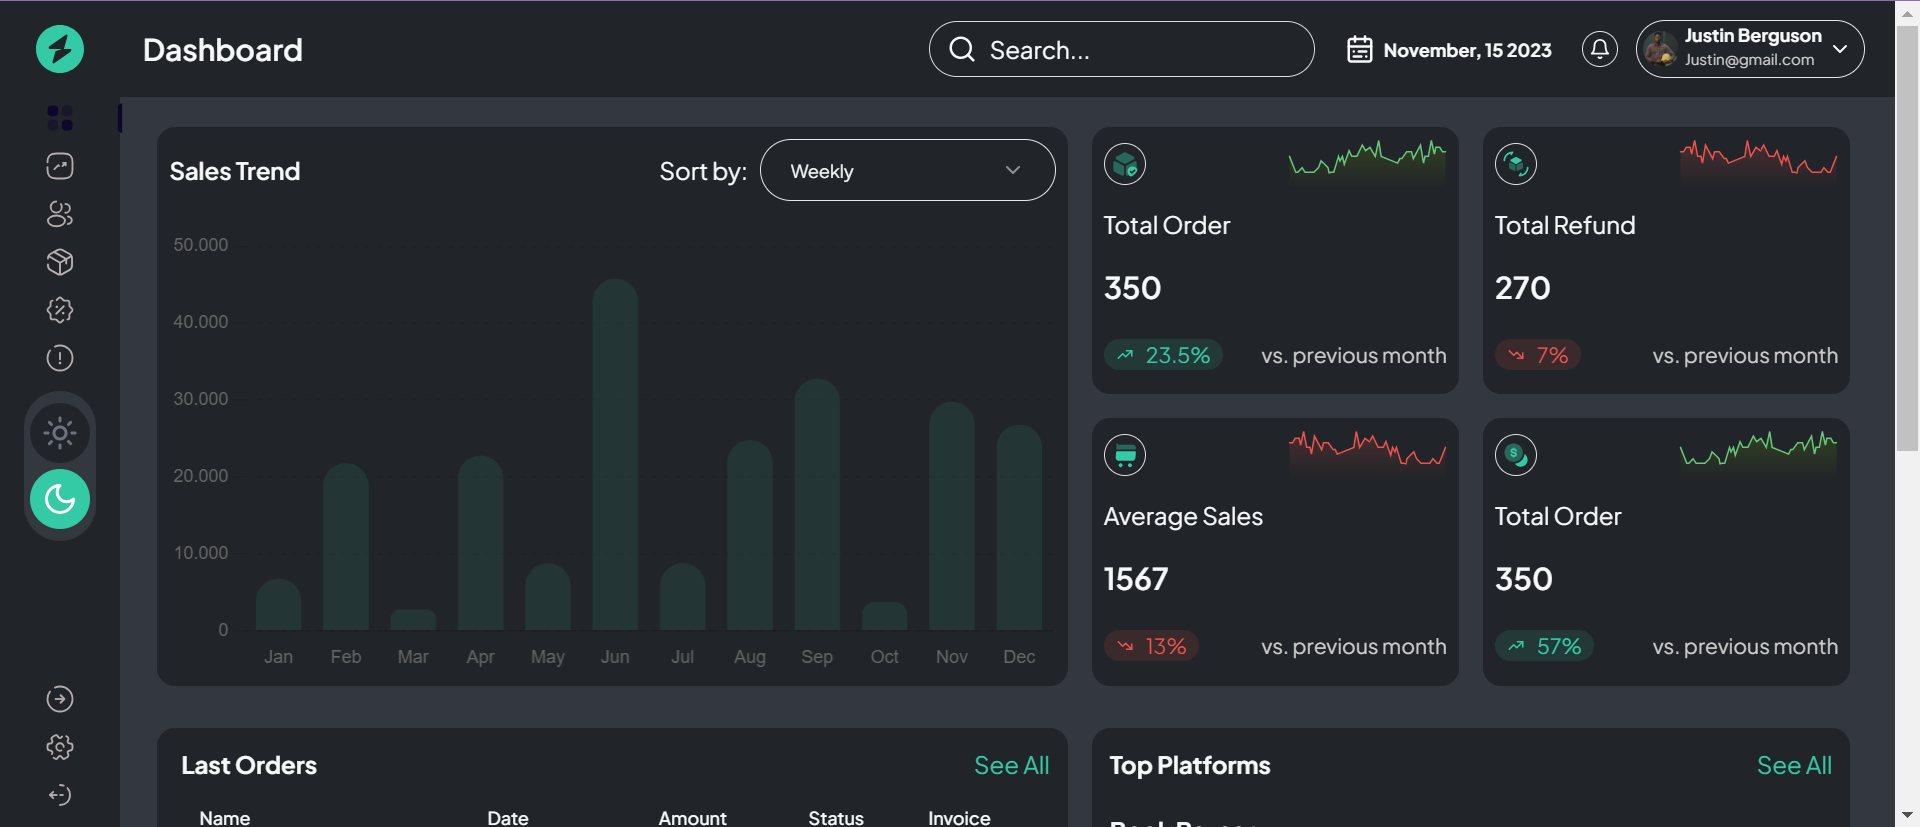 Dashboard
Search...
November, 15 2023
Justin Berguson
Justin@gmail.com
Sales Trend
Sort by:
Weekly
50.000
40.000
30.000
20.000
10.000
0
Jan Feb Mar Apr May Jun Jul Aug Sep Oct Nov Dec
Total Order
350
23.5%
vs. previous month
Total Refund
270
7%
vs. previous month
Average Sales
1567
13%
vs. previous month
Total Order
350
57%
vs. previous month
Last Orders
See All
Name Date Amount Status Invoice
Top Platforms
See All